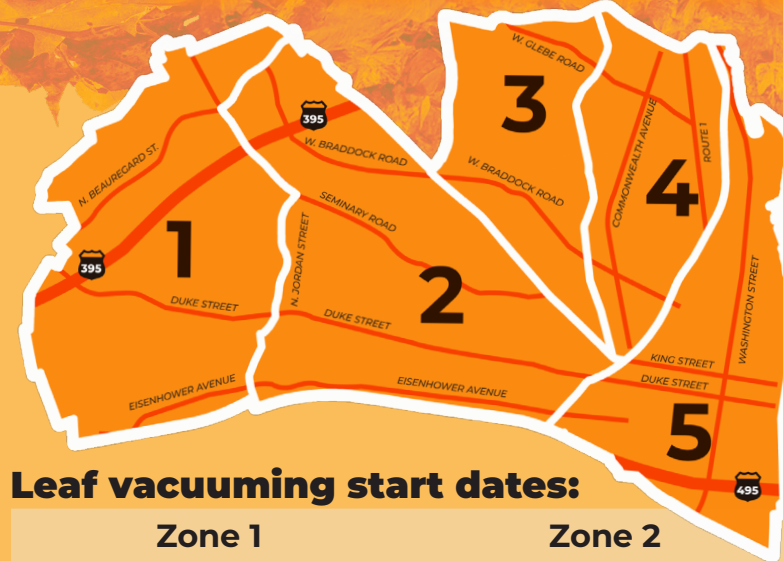 W. GLEBE ROAD
3
395
COMMONWEALTH AVENUE
ROUTE 1
W. BRADDOCK ROAD
N. BEAUREGARD ST.
W. BRADDOCK ROAD
4
SEMINARY ROAD
1
N. JORDAN STREET
395
2
WASHINGTON STREET
DUKE STREET
DUKE STREET
KING STREET
DUKE STREET
EISENHOWER AVENUE
EISENHOWER AVENUE
5
495
Leaf vacuuming start dates:
Zone 1
Zone 2